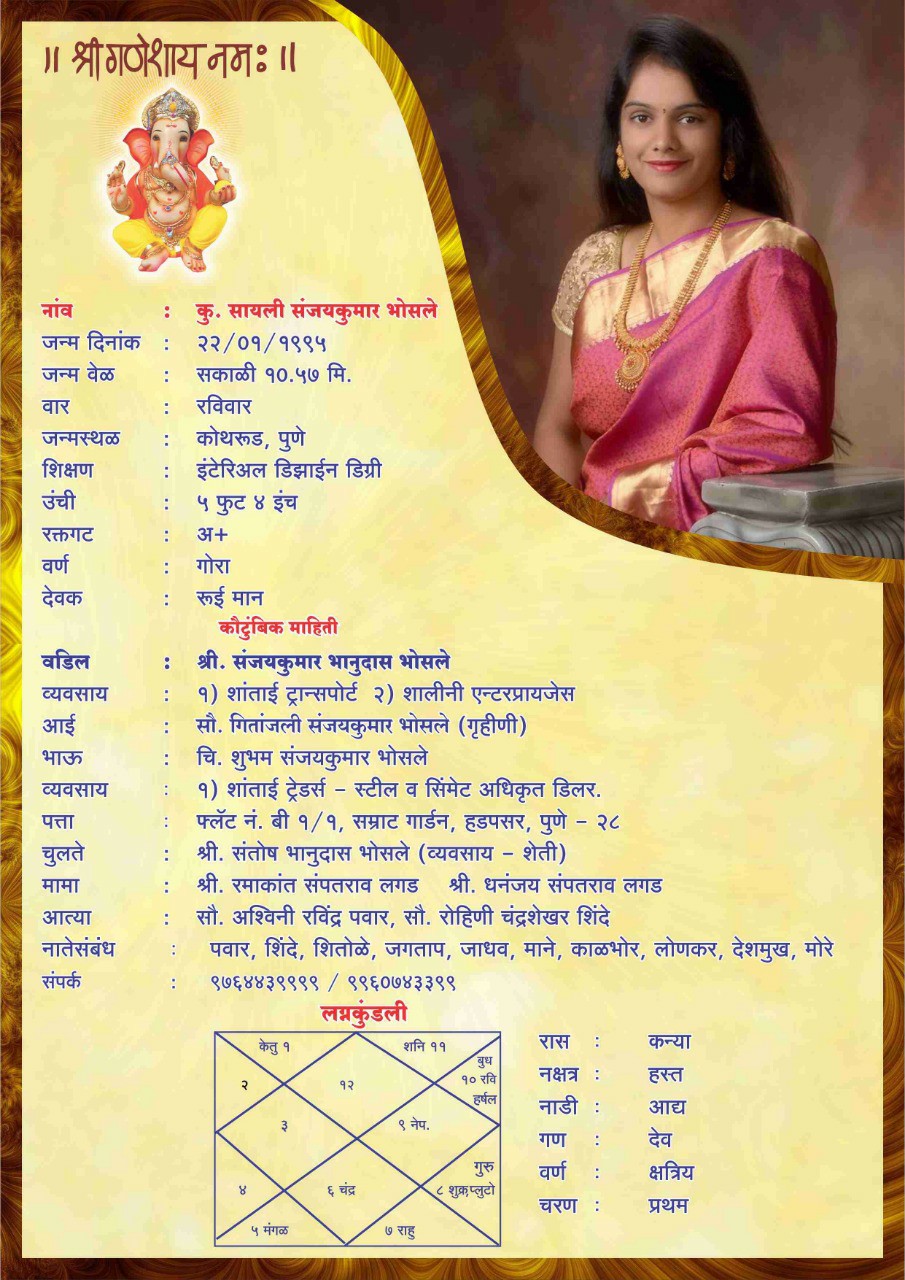 ॥ श्री गणेशाय नमः ॥
नांव : कु. सायली संजयकुमार भोसले
जन्म दिनांक : २२/०१/१९९५
जन्म वेळ : सकाळी १०.५७ मि.
वार : रविवार
जन्मस्थळ : कोथरूड, पुणे
शिक्षण : इंटेरिअल डिझाईन डिग्री
उंची : ५ फुट ४ इंच
रक्तगट : अ+
वर्ण : गोरा
देवक : रूई मान
कौटुंबिक माहिती
वडिल : श्री. संजयकुमार भानुदास भोसले
व्यवसाय : १) शांताई ट्रान्सपोर्ट २) शालीनी एन्टरप्रायजेस
आई : सौ. गितांजली संजयकुमार भोसले (गृहीणी)
भाऊ : चि. शुभम संजयकुमार भोसले
व्यवसाय : १) शांताई ट्रेडर्स – स्टील व सिंमेट अधिकृत डिलर.
पत्ता : फ्लॅट नं. बी १/१, सम्राट गार्डन, हडपसर, पुणे – २८
चुलते : श्री. संतोष भानुदास भोसले (व्यवसाय – शेती)
मामा : श्री. रमाकांत संपतराव लगड श्री. धनंजय संपतराव लगड
आत्या : सौ. अश्विनी रविंद्र पवार, सौ. रोहिणी चंद्रशेखर शिंदे
नातेसंबंध : पवार, शिंदे, शितोळे, जगताप, जाधव, माने, काळभोर, लोणकर, देशमुख, मोरे
संपर्क : ९७६४४३९९९९ / ९९६०७४३३९९
लग्नकुंडली
केतु १
शनि ११
बुध
१० रवि
हर्षल
२
१२
३
९ नेप.
गुरु
८ शुक्र,प्लुटो
४
६ चंद्र
५ मंगळ
७ राहु
रास : कन्या
नक्षत्र : हस्त
नाडी : आद्य
गण : देव
वर्ण : क्षत्रिय
चरण : प्रथम